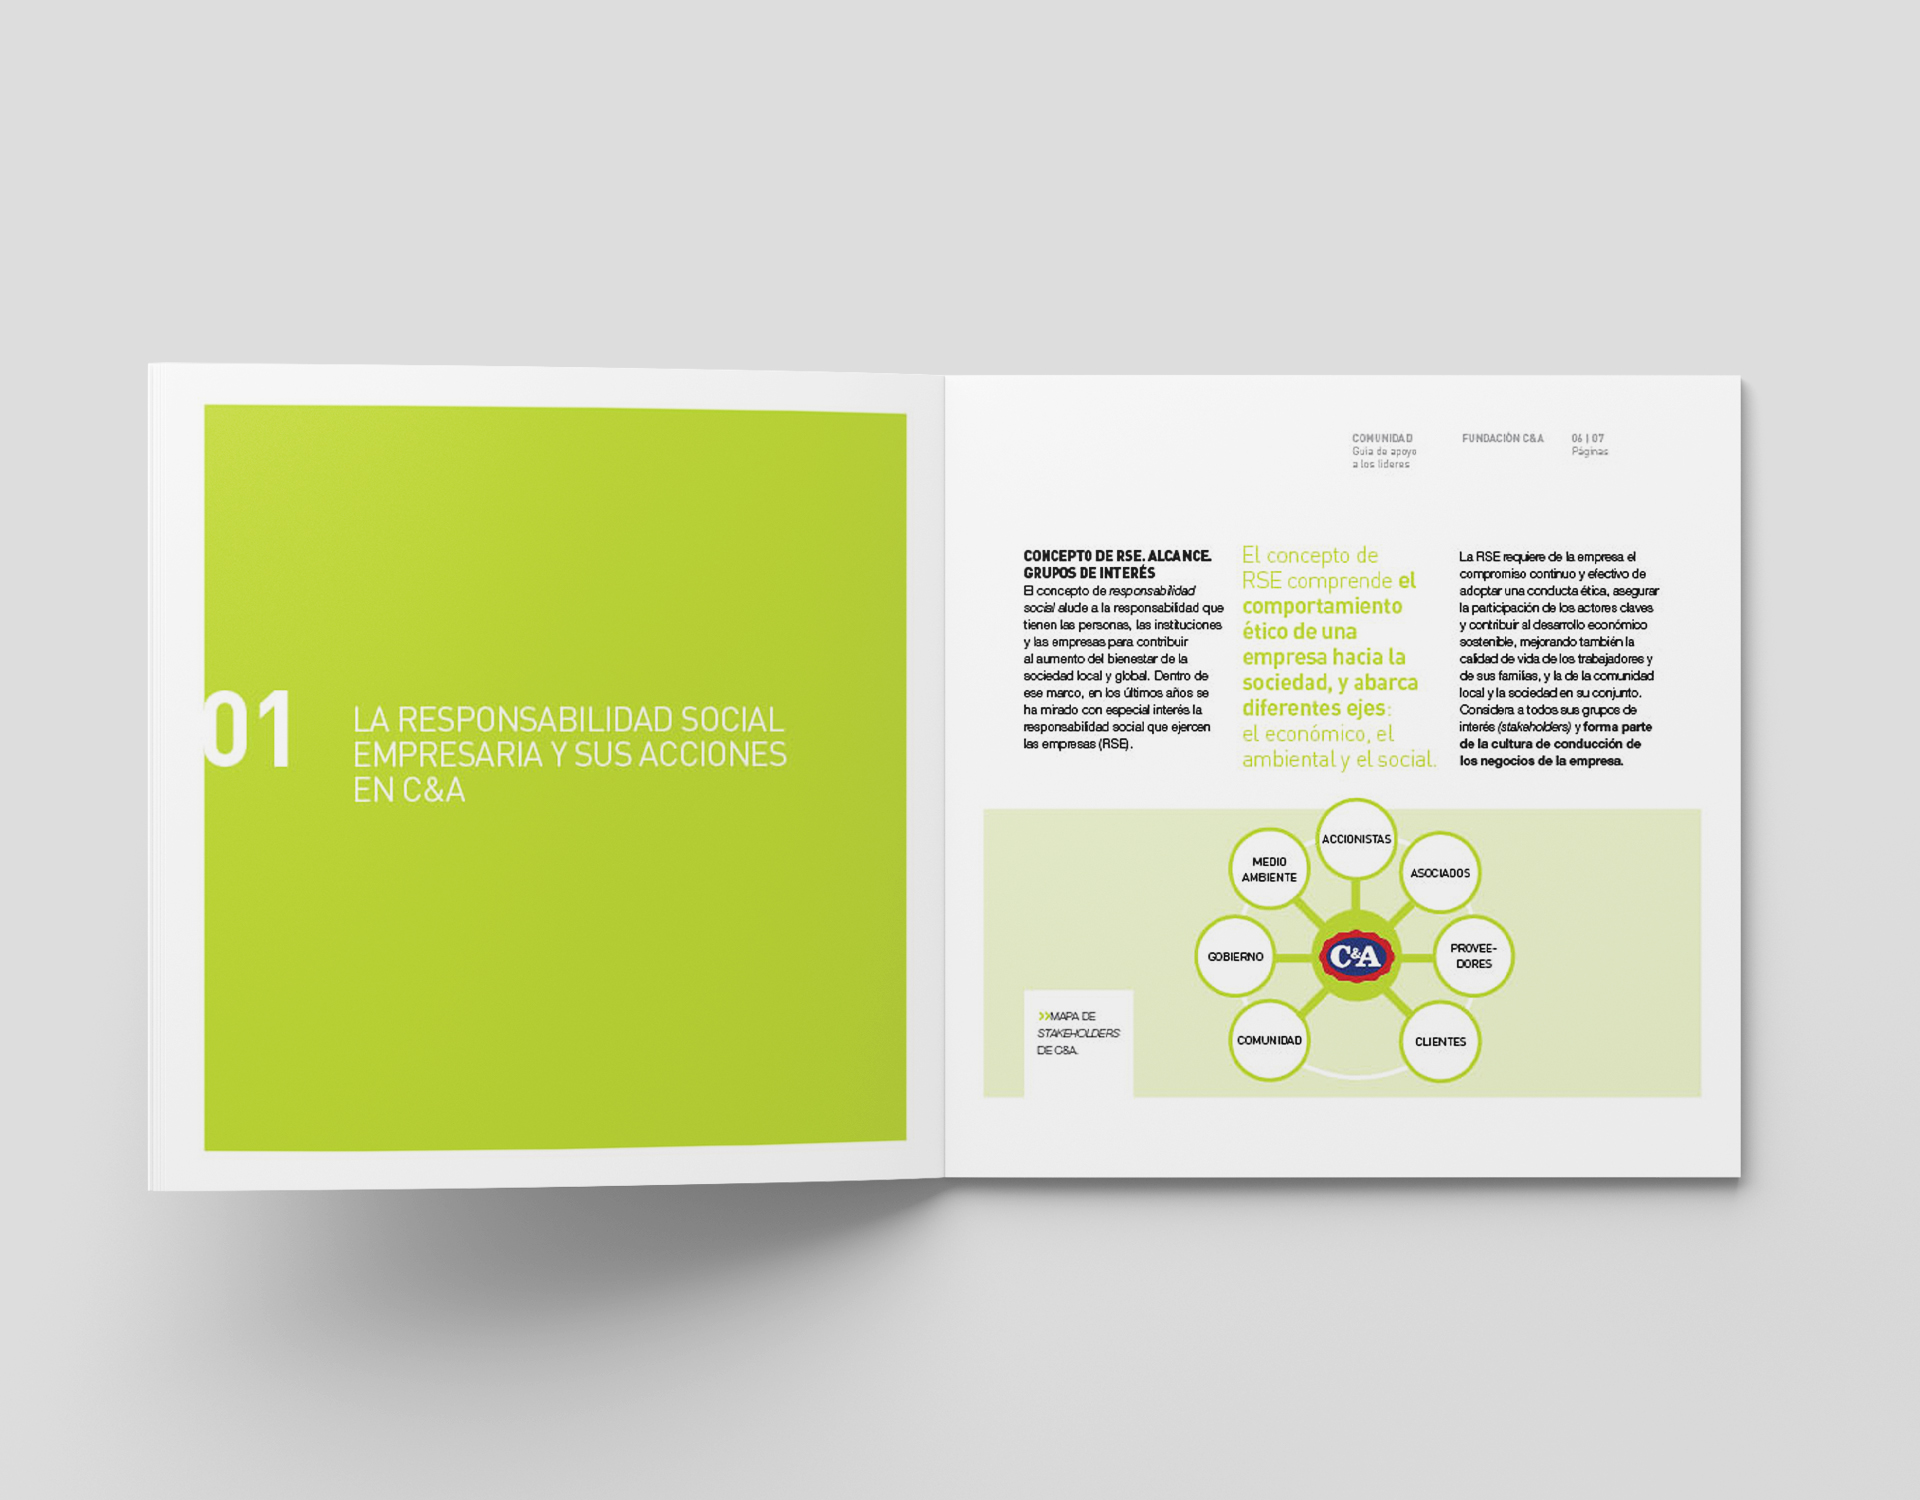 01
LA RESPONSABILIDAD SOCIAL
EMPRESARIA Y SUS ACCIONES
EN C&A
COMUNIDAD
Guía de apoyo
a los líderes
FUNDACIÓN C&A
06 | 07
Páginas
CONCEPTO DE RSE. ALCANCE.
GRUPOS DE INTERÉS
El concepto de responsabilidad
social alude a la responsabilidad que
tienen las personas, las instituciones
y las empresas para contribuir
al aumento del bienestar de la
sociedad local y global. Dentro de
ese marco, en los últimos años se
ha mirado con especial interés la
responsabilidad social que ejercen
las empresas (RSE).
El concepto de
RSE comprende el
comportamiento
ético de una
empresa hacia la
sociedad, y abarca
diferentes ejes:
el económico, el
ambiental y el social.
La RSE requiere de la empresa el
compromiso continuo y efectivo de
adoptar una conducta ética, asegurar
la participación de los actores claves
y contribuir al desarrollo económico
sostenible, mejorando también la
calidad de vida de los trabajadores y
de sus familias, y la de la comunidad
local y la sociedad en su conjunto.
Considera a todos sus grupos de
interés (stakeholders) y forma parte
de la cultura de conducción de
los negocios de la empresa.
ACCIONISTAS
MEDIO
AMBIENTE
ASOCIADOS
GOBIERNO
C&A
PROVEE-
DORES
COMUNIDAD
CLIENTES
>>MAPA DE
STAKEHOLDERS
DE C&A.